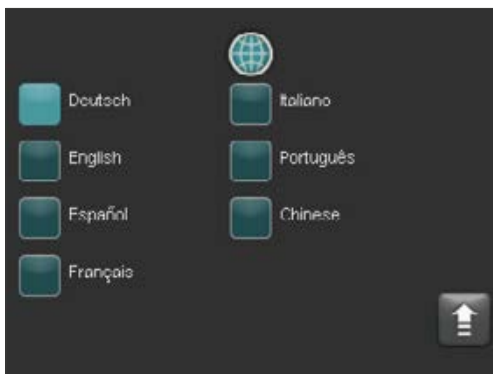 Deutsch
English
Español
Français
Italiano
Português
Chinese